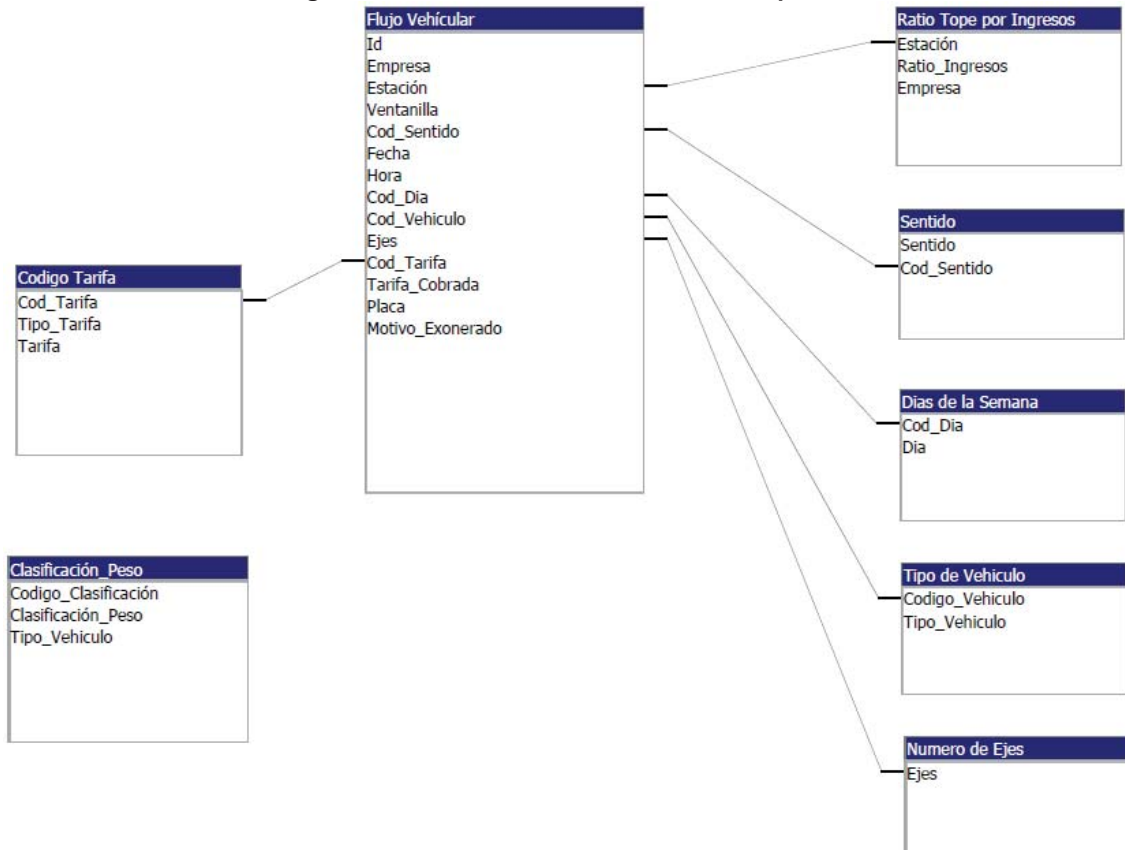 Flujo Vehícular
Id
Empresa
Estación
Ventanilla
Cod_Sentido
Fecha
Hora
Cod_Dia
Cod_Vehiculo
Ejes
Cod_Tarifa
Tarifa_Cobrada
Placa
Motivo_Exonerado
Ratio Tope por Ingresos
Estación
Ratio_Ingresos
Empresa
Sentido
Sentido
Cod_Sentido
Codigo Tarifa
Cod_Tarifa
Tipo_Tarifa
Tarifa
Dias de la Semana
Cod_Dia
Dia
Clasificación_Peso
Codigo_Clasificación
Clasificación_Peso
Tipo_Vehiculo
Tipo de Vehiculo
Codigo_Vehiculo
Tipo_Vehiculo
Numero de Ejes
Ejes